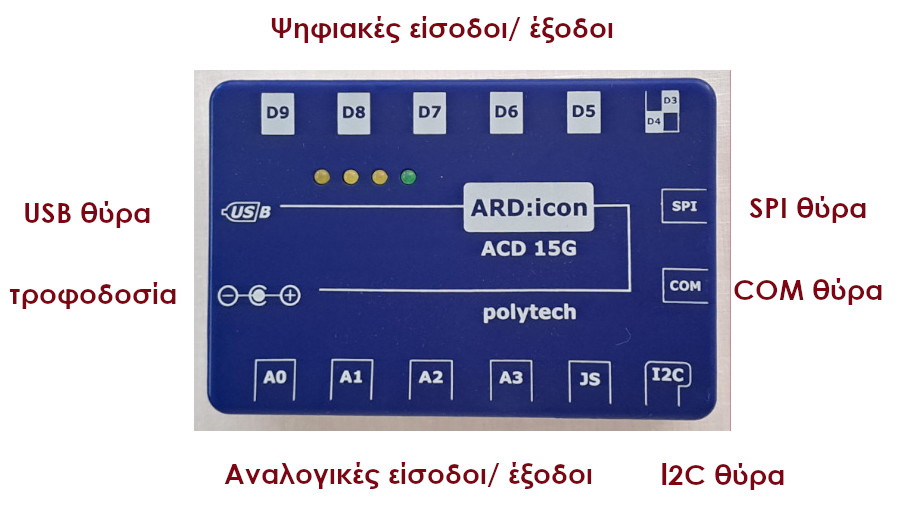 Ψηφιακές είσοδοι/ έξοδοι
D9 D8 D7 D6 D5 D3
D4
USB θύρα
USB
ARD:icon
SPI
SPI θύρα
ACD 15G
τροφοδοσία
COM
COM θύρα
polytech
A0 A1 A2 A3 JS I2C
Αναλογικές είσοδοι/ έξοδοι
I2C θύρα